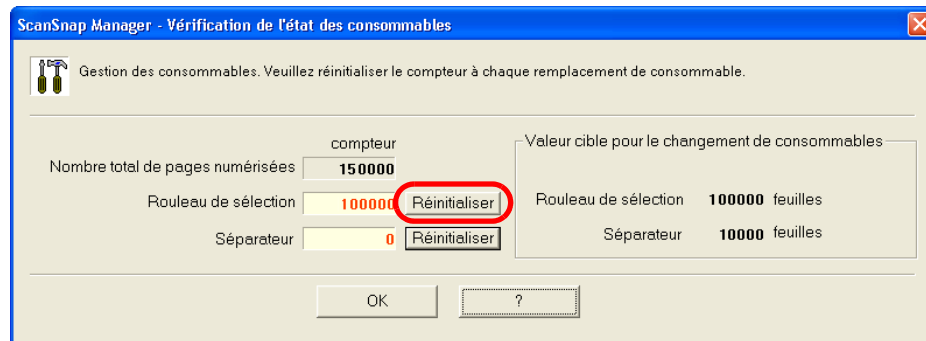 ScanSnap Manager - Vérification de l'état des consommables
Gestion des consommables. Veuillez réinitialiser le compteur à chaque remplacement de consommable.
compteur
Nombre total de pages numérisées 150000
Rouleau de sélection 100000 Réinitialiser
Séparateur 0 Réinitialiser
Valeur cible pour le changement de consommables
Rouleau de sélection 100000 feuilles
Séparateur 10000 feuilles
OK ?